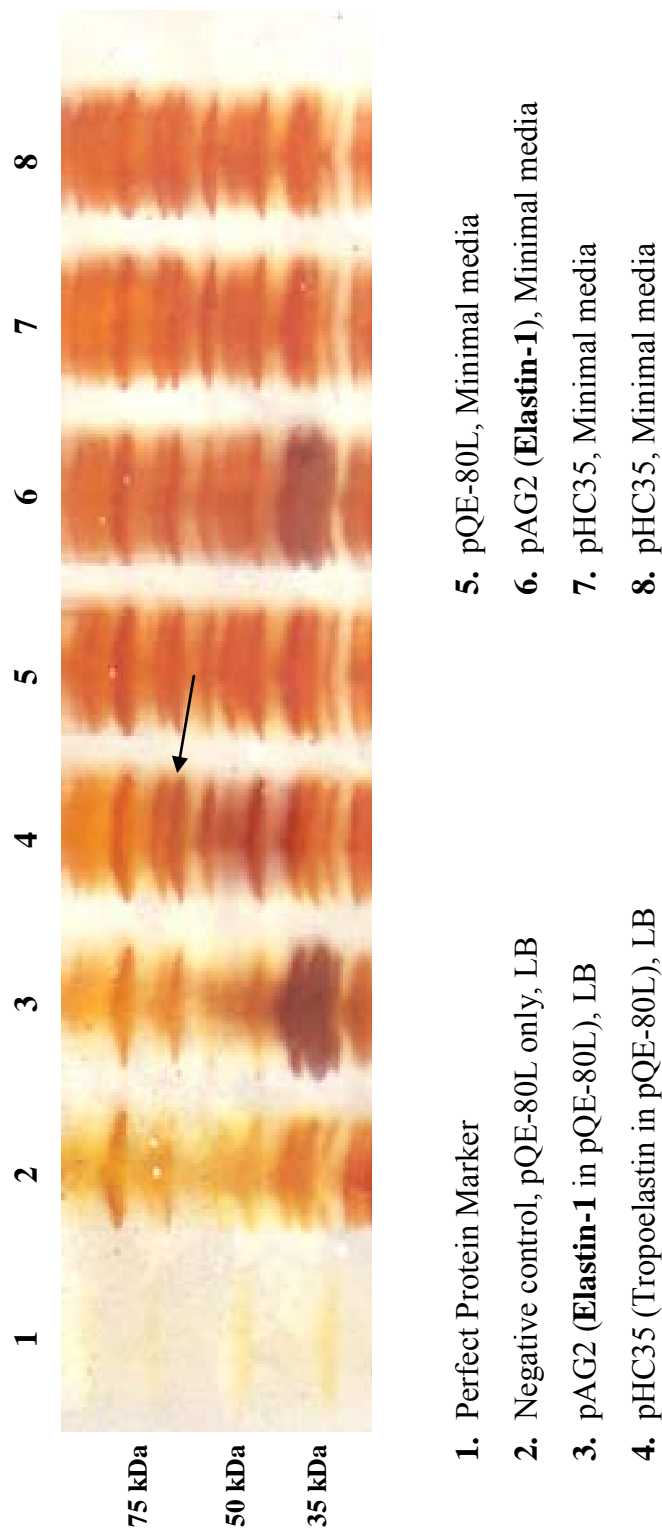 1 2 3 4 5 6 7 8
75 kDa
50 kDa
35 kDa
1. Perfect Protein Marker
2. Negative control, pQE-80L only, LB
3. pAG2 (Elastin-1 in pQE-80L), LB
4. pHC35 (Tropoelastin in pQE-80L), LB
5. pQE-80L, Minimal media
6. pAG2 (Elastin-1), Minimal media
7. pHC35, Minimal media
8. pHC35, Minimal media